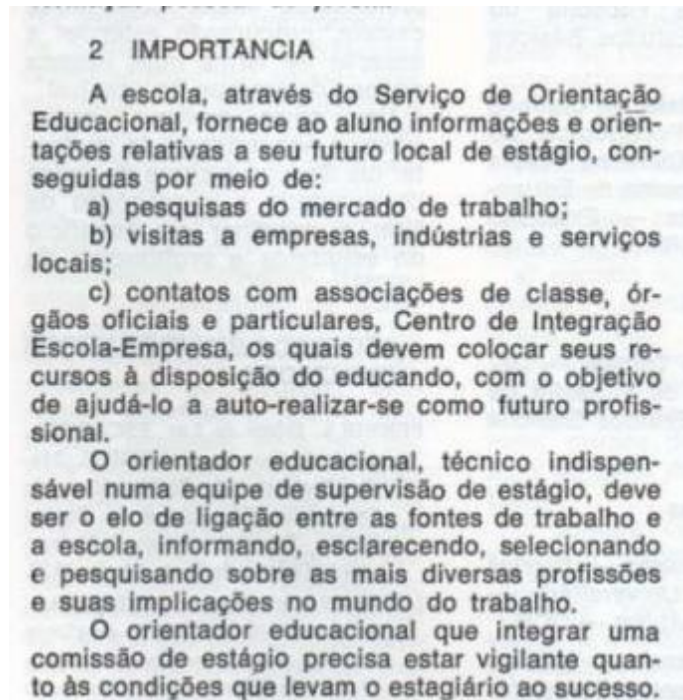 2 IMPORTANCIA
A escola, através do Serviço de Orientação
Educacional, fornece ao aluno informações e orien-
tações relativas a seu futuro local de estágio, con-
seguidas por meio de:
a) pesquisas do mercado de trabalho;
b) visitas a empresas, indústrias e serviços
locais;
c) contatos com associações de classe, ór-
gãos oficiais e particulares, Centro de Integração
Escola-Empresa, os quais devem colocar seus re-
cursos à disposição do educando, com o objetivo
de ajudá-lo a auto-realizar-se como futuro profis-
sional.
O orientador educacional, técnico indispen-
sável numa equipe de supervisão de estágio, deve
ser o elo de ligação entre as fontes de trabalho e
a escola, informando, esclarecendo, selecionando
e pesquisando sobre as mais diversas profissões
e suas implicações no mundo do trabalho.
O orientador educacional que integrar uma
comissão de estágio precisa estar vigilante quan-
to às condições que levam o estagiário ao sucesso.